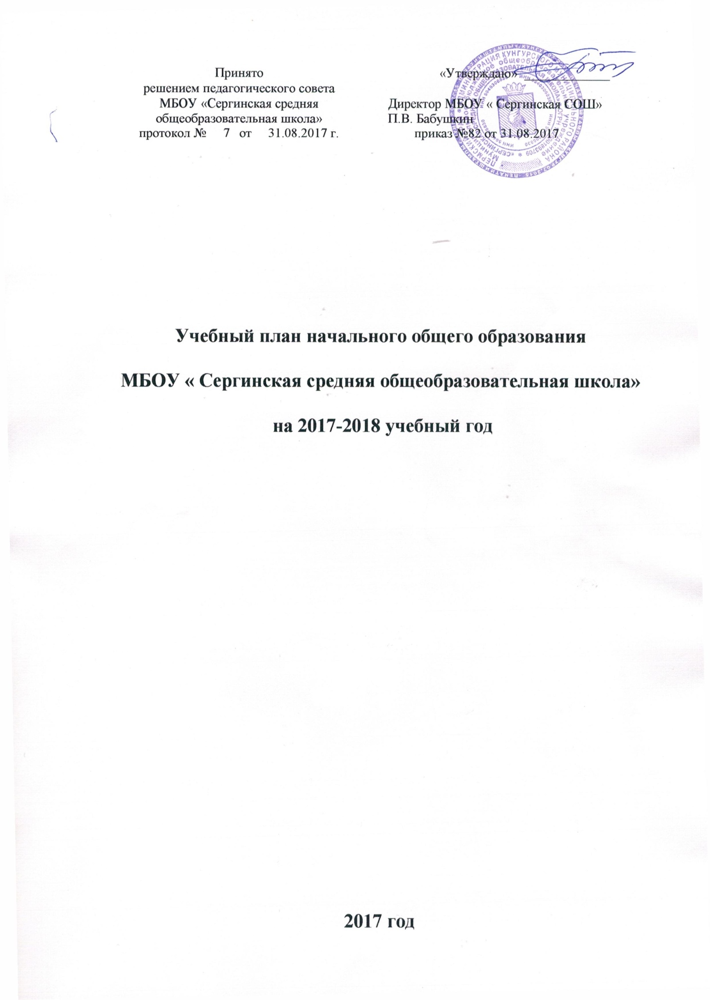 Принято
решением педагогического совета
МБОУ «Сергинская средняя
общеобразовательная школа»
протокол № 7 от 31.08.2017 г.
«Утверждаю» ____________
Директор МБОУ « Сергинская СОШ»
П.В. Бабушкин
приказ №82 от 31.08.2017
Учебный план начального общего образования
МБОУ « Сергинская средняя общеобразовательная школа»
на 2017-2018 учебный год
2017 год